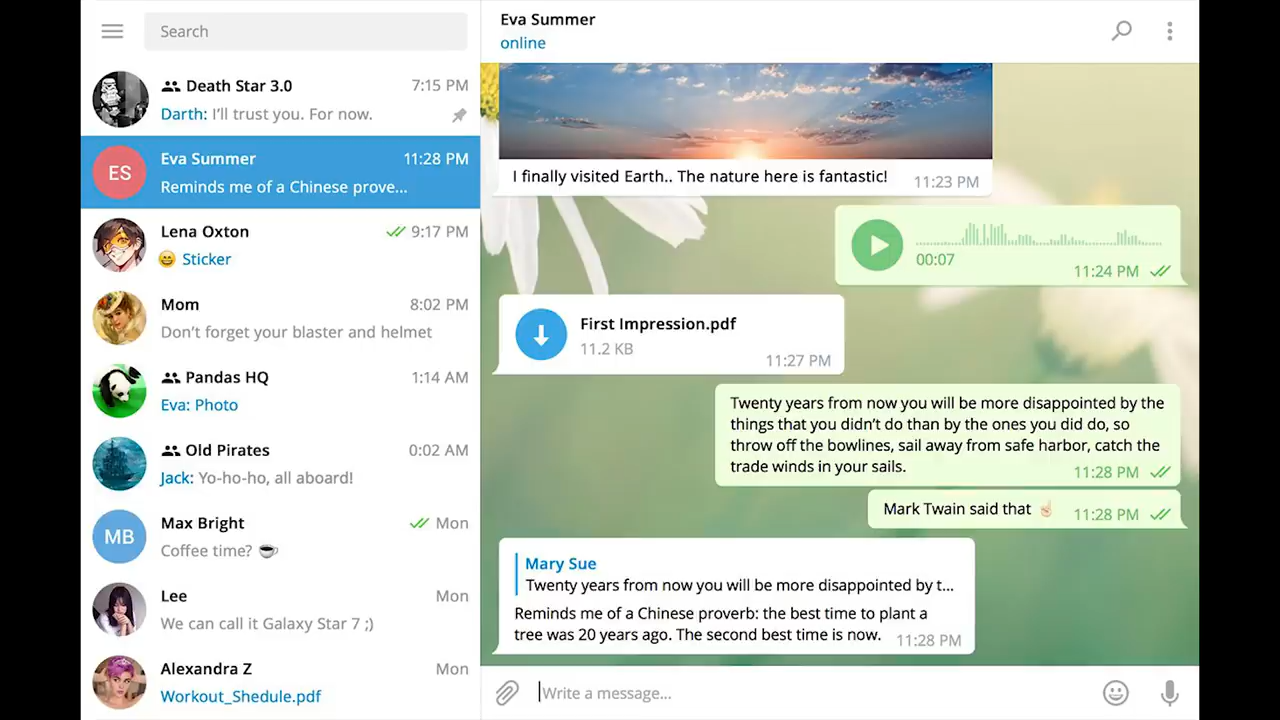 Search
Death Star 3.0 7:15 PM
Darth: I'll trust you. For now.
ES
Eva Summer 11:28 PM
Reminds me of a Chinese prove...
Lena Oxton 9:17 PM
😄 Sticker
Mom 8:02 PM
Don't forget your blaster and helmet
Pandas HQ 1:14 AM
Eva: Photo
Old Pirates 0:02 AM
Jack: Yo-ho-ho, all aboard!
MB
Max Bright Mon
Coffee time? ☕
Lee Mon
We can call it Galaxy Star 7 ;)
Alexandra Z Mon
Workout_Shedule.pdf
Eva Summer
online
I finally visited Earth.. The nature here is fantastic! 11:23 PM
00:07
11:24 PM
First Impression.pdf
11.2 KB
11:27 PM
Twenty years from now you will be more disappointed by the
things that you didn't do than by the ones you did do, so
throw off the bowlines, sail away from safe harbor, catch the
trade winds in your sails. 11:28 PM
Mark Twain said that ☝🏻 11:28 PM
Mary Sue
Twenty years from now you will be more disappointed by t...
Reminds me of a Chinese proverb: the best time to plant a
tree was 20 years ago. The second best time is now. 11:28 PM
Write a message...